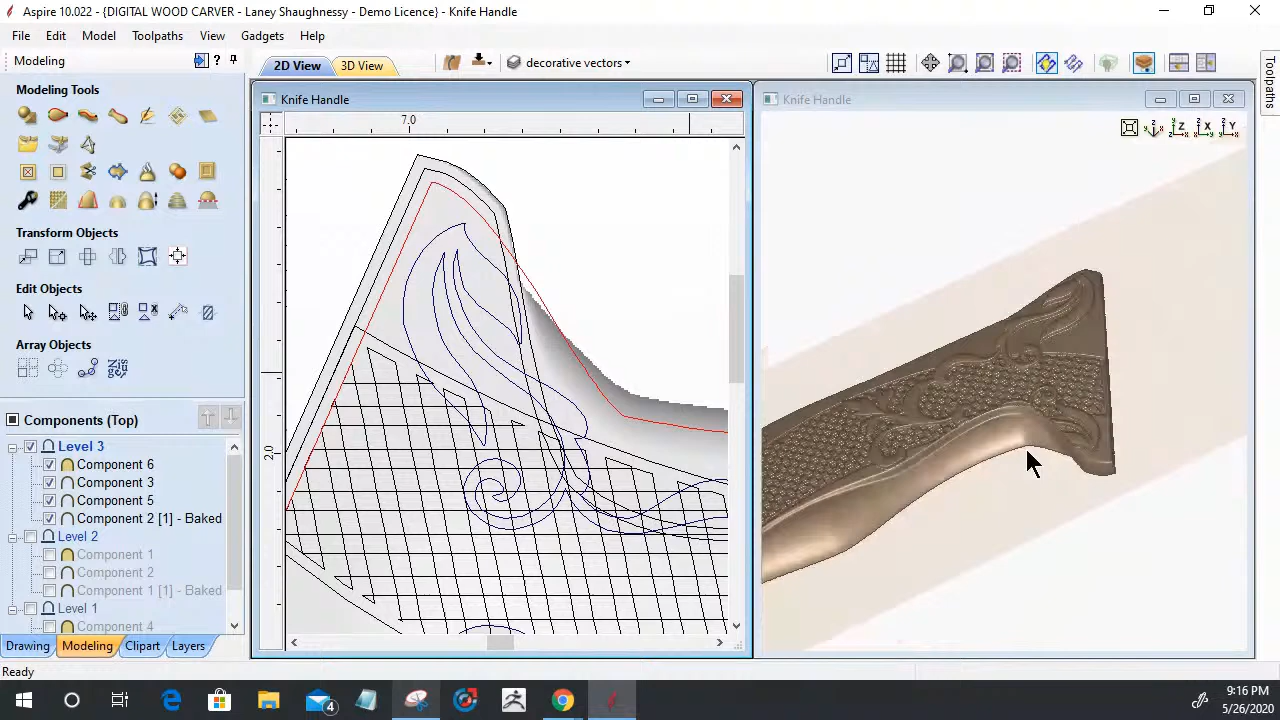 Aspire 10.022 - {DIGITAL WOOD CARVER - Laney Shaughnessy - Demo Licence} - Knife Handle
File Edit Model Toolpaths View Gadgets Help
Modeling
2D View 3D View decorative vectors
Toolpaths
Modeling Tools
Knife Handle
Knife Handle
7.0
Z X Y
Transform Objects
Edit Objects
Array Objects
Components (Top)
2.0
Level 3
Component 6
Component 3
Component 5
Component 2 [1] - Baked
Level 2
Component 1
Component 2
Component 1 [1] - Baked
Level 1
Component 4
Drawing Modeling Clipart Layers
Ready
4
9:16 PM
5/26/2020